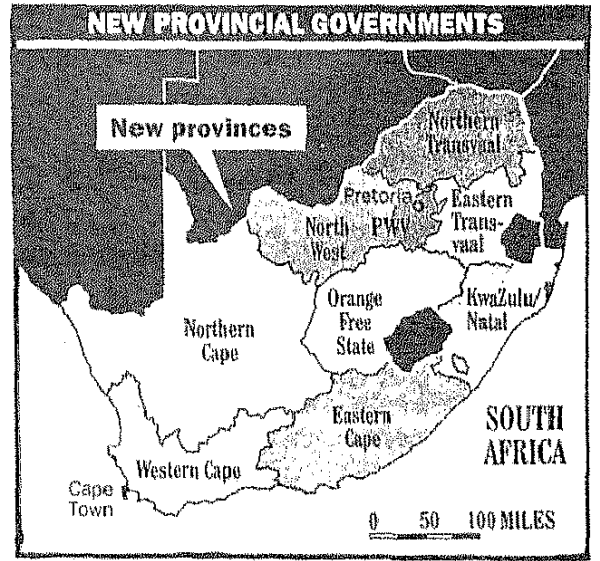 NEW PROVINCIAL GOVERNMENTS
New provinces
Northern
Transvaal
Pretoria
Eastern
Trans-
vaal
North
West
PWV
Orange
Free
State
KwaZulu/
Natal
Northern
Cape
Eastern
Cape
SOUTH
AFRICA
Western Cape
Cape
Town
0 50 100 MILES